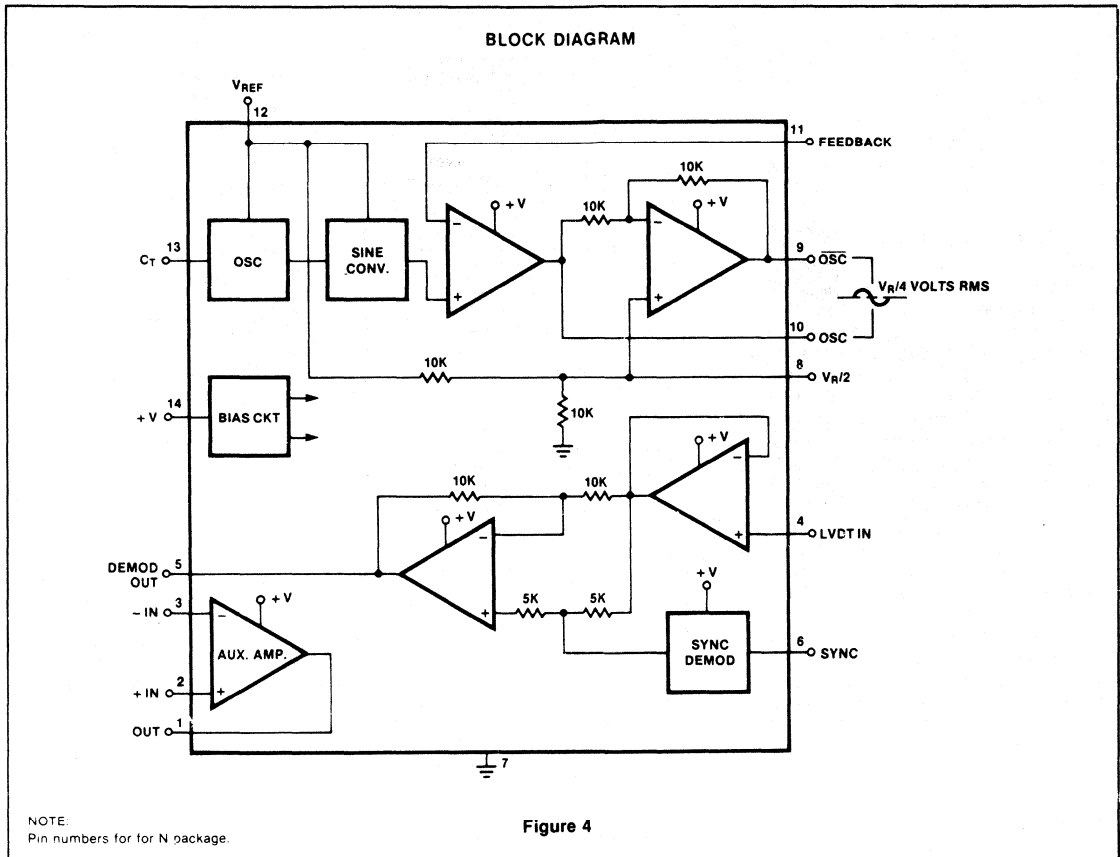 BLOCK DIAGRAM
VREF
12
11
FEEDBACK
10K
10K
+ V
+ V
13
CT
OSC
SINE
CONV.
−
+
−
+
9
OSC
VR/4 VOLTS RMS
10
OSC
8
VR/2
10K
10K
14
+ V
BIAS CKT
+ V
−
+
10K
10K
+ V
−
+
4
LVDT IN
5
DEMOD
OUT
5K
5K
+ V
SYNC
DEMOD
6
SYNC
3
− IN
+ V
−
AUX. AMP.
+
2
+ IN
1
OUT
7
NOTE:
Pin numbers for for N package.
Figure 4